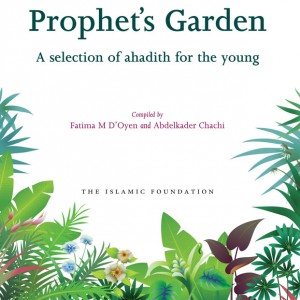 Prophet's Garden
A selection of ahadith for the young
Compiled by
Fatima M D'Oyen and Abdelkader Chachi
THE ISLAMIC FOUNDATION